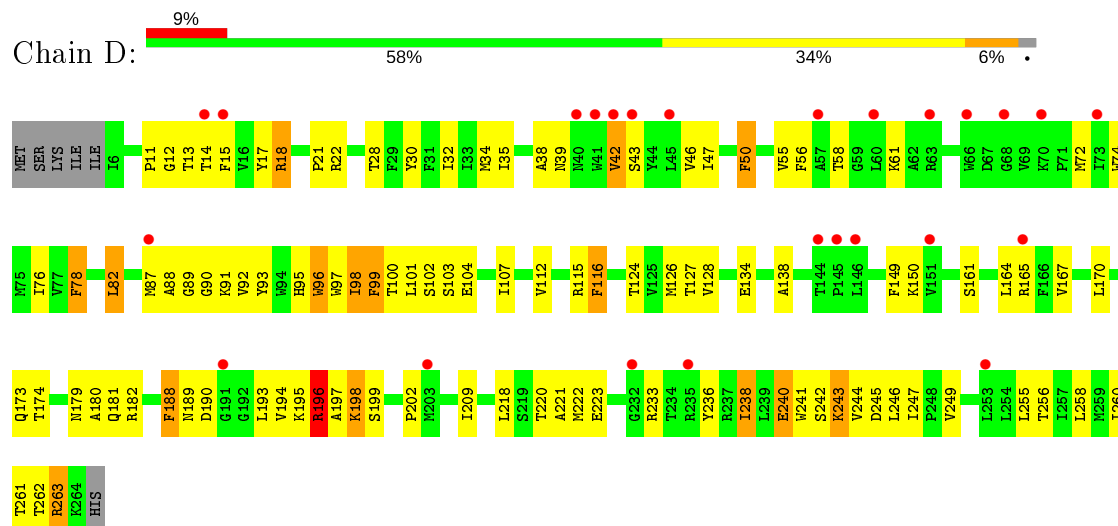 9%
Chain D:
58% 34% 6% •
MET SER LYS ILE ILE I6 P11 G12 T13 T14 F15 V16 Y17 R18 P21 R22 T28 F29 Y30 F31 I32 I33 M34 I35 A38 N39 N40 W41 V42 S43 Y44 L45 V46 I47 F50 V55 F56 A57 T58 G59 L60 K61 A62 R63 W66 D67 G68 V69 K70 P71 M72 I73 W74
M75 I76 V77 F78 L82 M87 A88 G89 G90 K91 V92 Y93 W94 H95 W96 W97 I98 F99 T100 L101 S102 S103 E104 I107 V112 R115 F116 T124 V125 M126 T127 V128 E134 A138 T144 P145 L146 F149 K150 V151 S161 L164 R165 F166 V167 L170
Q173 T174 N179 A180 Q181 R182 F188 N189 D190 G191 G192 L193 V194 K195 R196 A197 K198 S199 P202 M203 I209 L218 S219 T220 A221 M222 E223 G232 R233 T234 R235 Y236 R237 I238 L239 E240 W241 S242 K243 V244 D245 L246 I247 P248 V249 L253 L254 L255 T256 I257 L258 M259
T261 T262 R263 K264 HIS